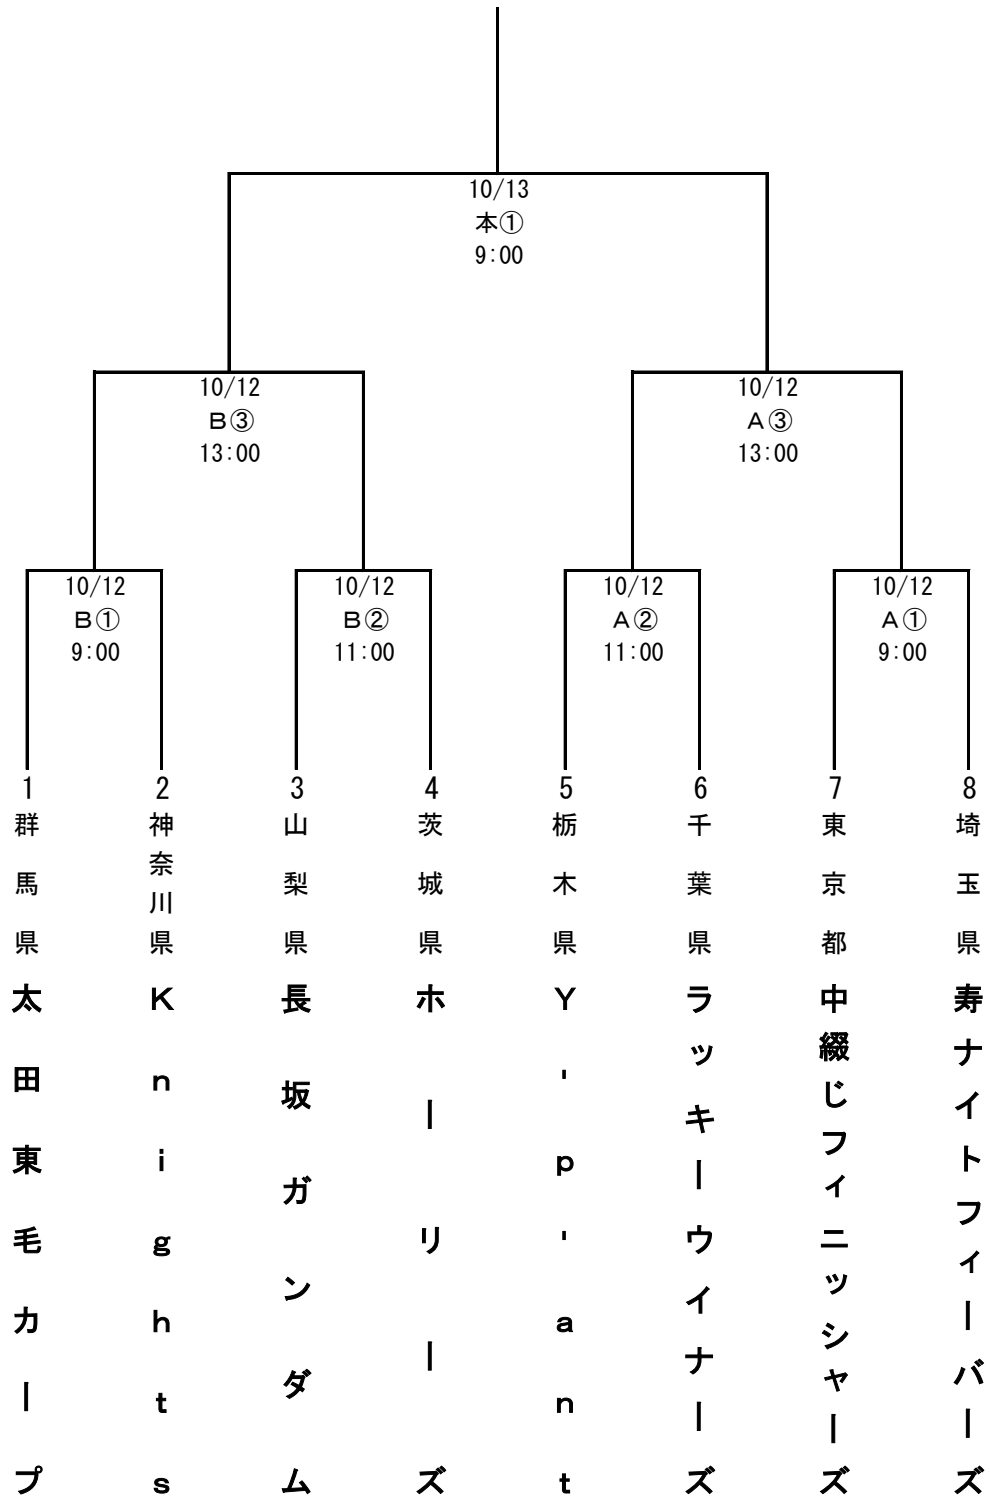 10/13
本①
9:00
10/12
B③
13:00
10/12
A③
13:00
10/12
B①
9:00
10/12
B②
11:00
10/12
A②
11:00
10/12
A①
9:00
1
群馬県
太田東毛カープ
2
神奈川県
Knights
3
山梨県
長坂ガンダム
4
茨城県
ホーリーズ
5
栃木県
Y'p'ant
6
千葉県
ラッキーウイナーズ
7
東京都
中綴じフィニッシャーズ
8
埼玉県
寿ナイトフィーバーズ